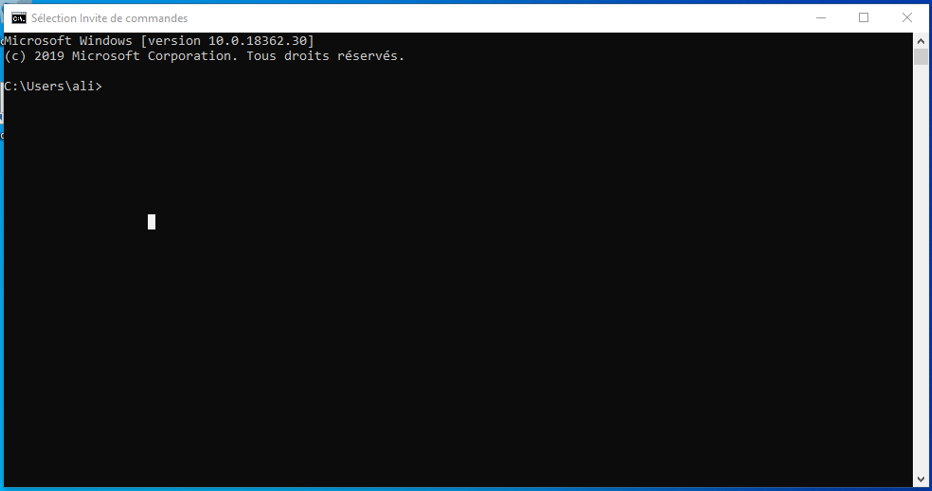 Sélection Invite de commandes
Microsoft Windows [version 10.0.18362.30]
(c) 2019 Microsoft Corporation. Tous droits réservés.
C:\Users\ali>